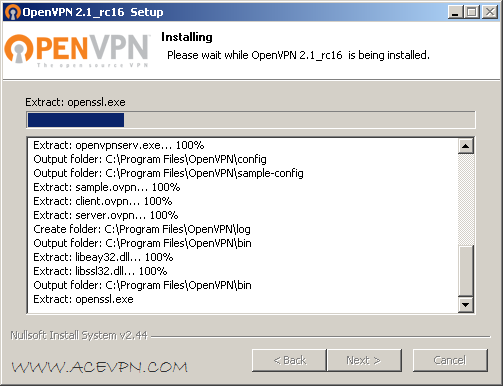 OpenVPN 2.1_rc16 Setup
OPENVPN
The open source VPN
Installing
Please wait while OpenVPN 2.1_rc16 is being installed.
Extract: openssl.exe
Extract: openvpnserv.exe... 100%
Output folder: C:\Program Files\OpenVPN\config
Output folder: C:\Program Files\OpenVPN\sample-config
Extract: sample.ovpn... 100%
Extract: client.ovpn... 100%
Extract: server.ovpn... 100%
Create folder: C:\Program Files\OpenVPN\log
Output folder: C:\Program Files\OpenVPN\bin
Extract: libeay32.dll... 100%
Extract: libssl32.dll... 100%
Output folder: C:\Program Files\OpenVPN\bin
Extract: openssl.exe
Nullsoft Install System v2.44
WWW.ACEVPN.COM
< Back
Next >
Cancel